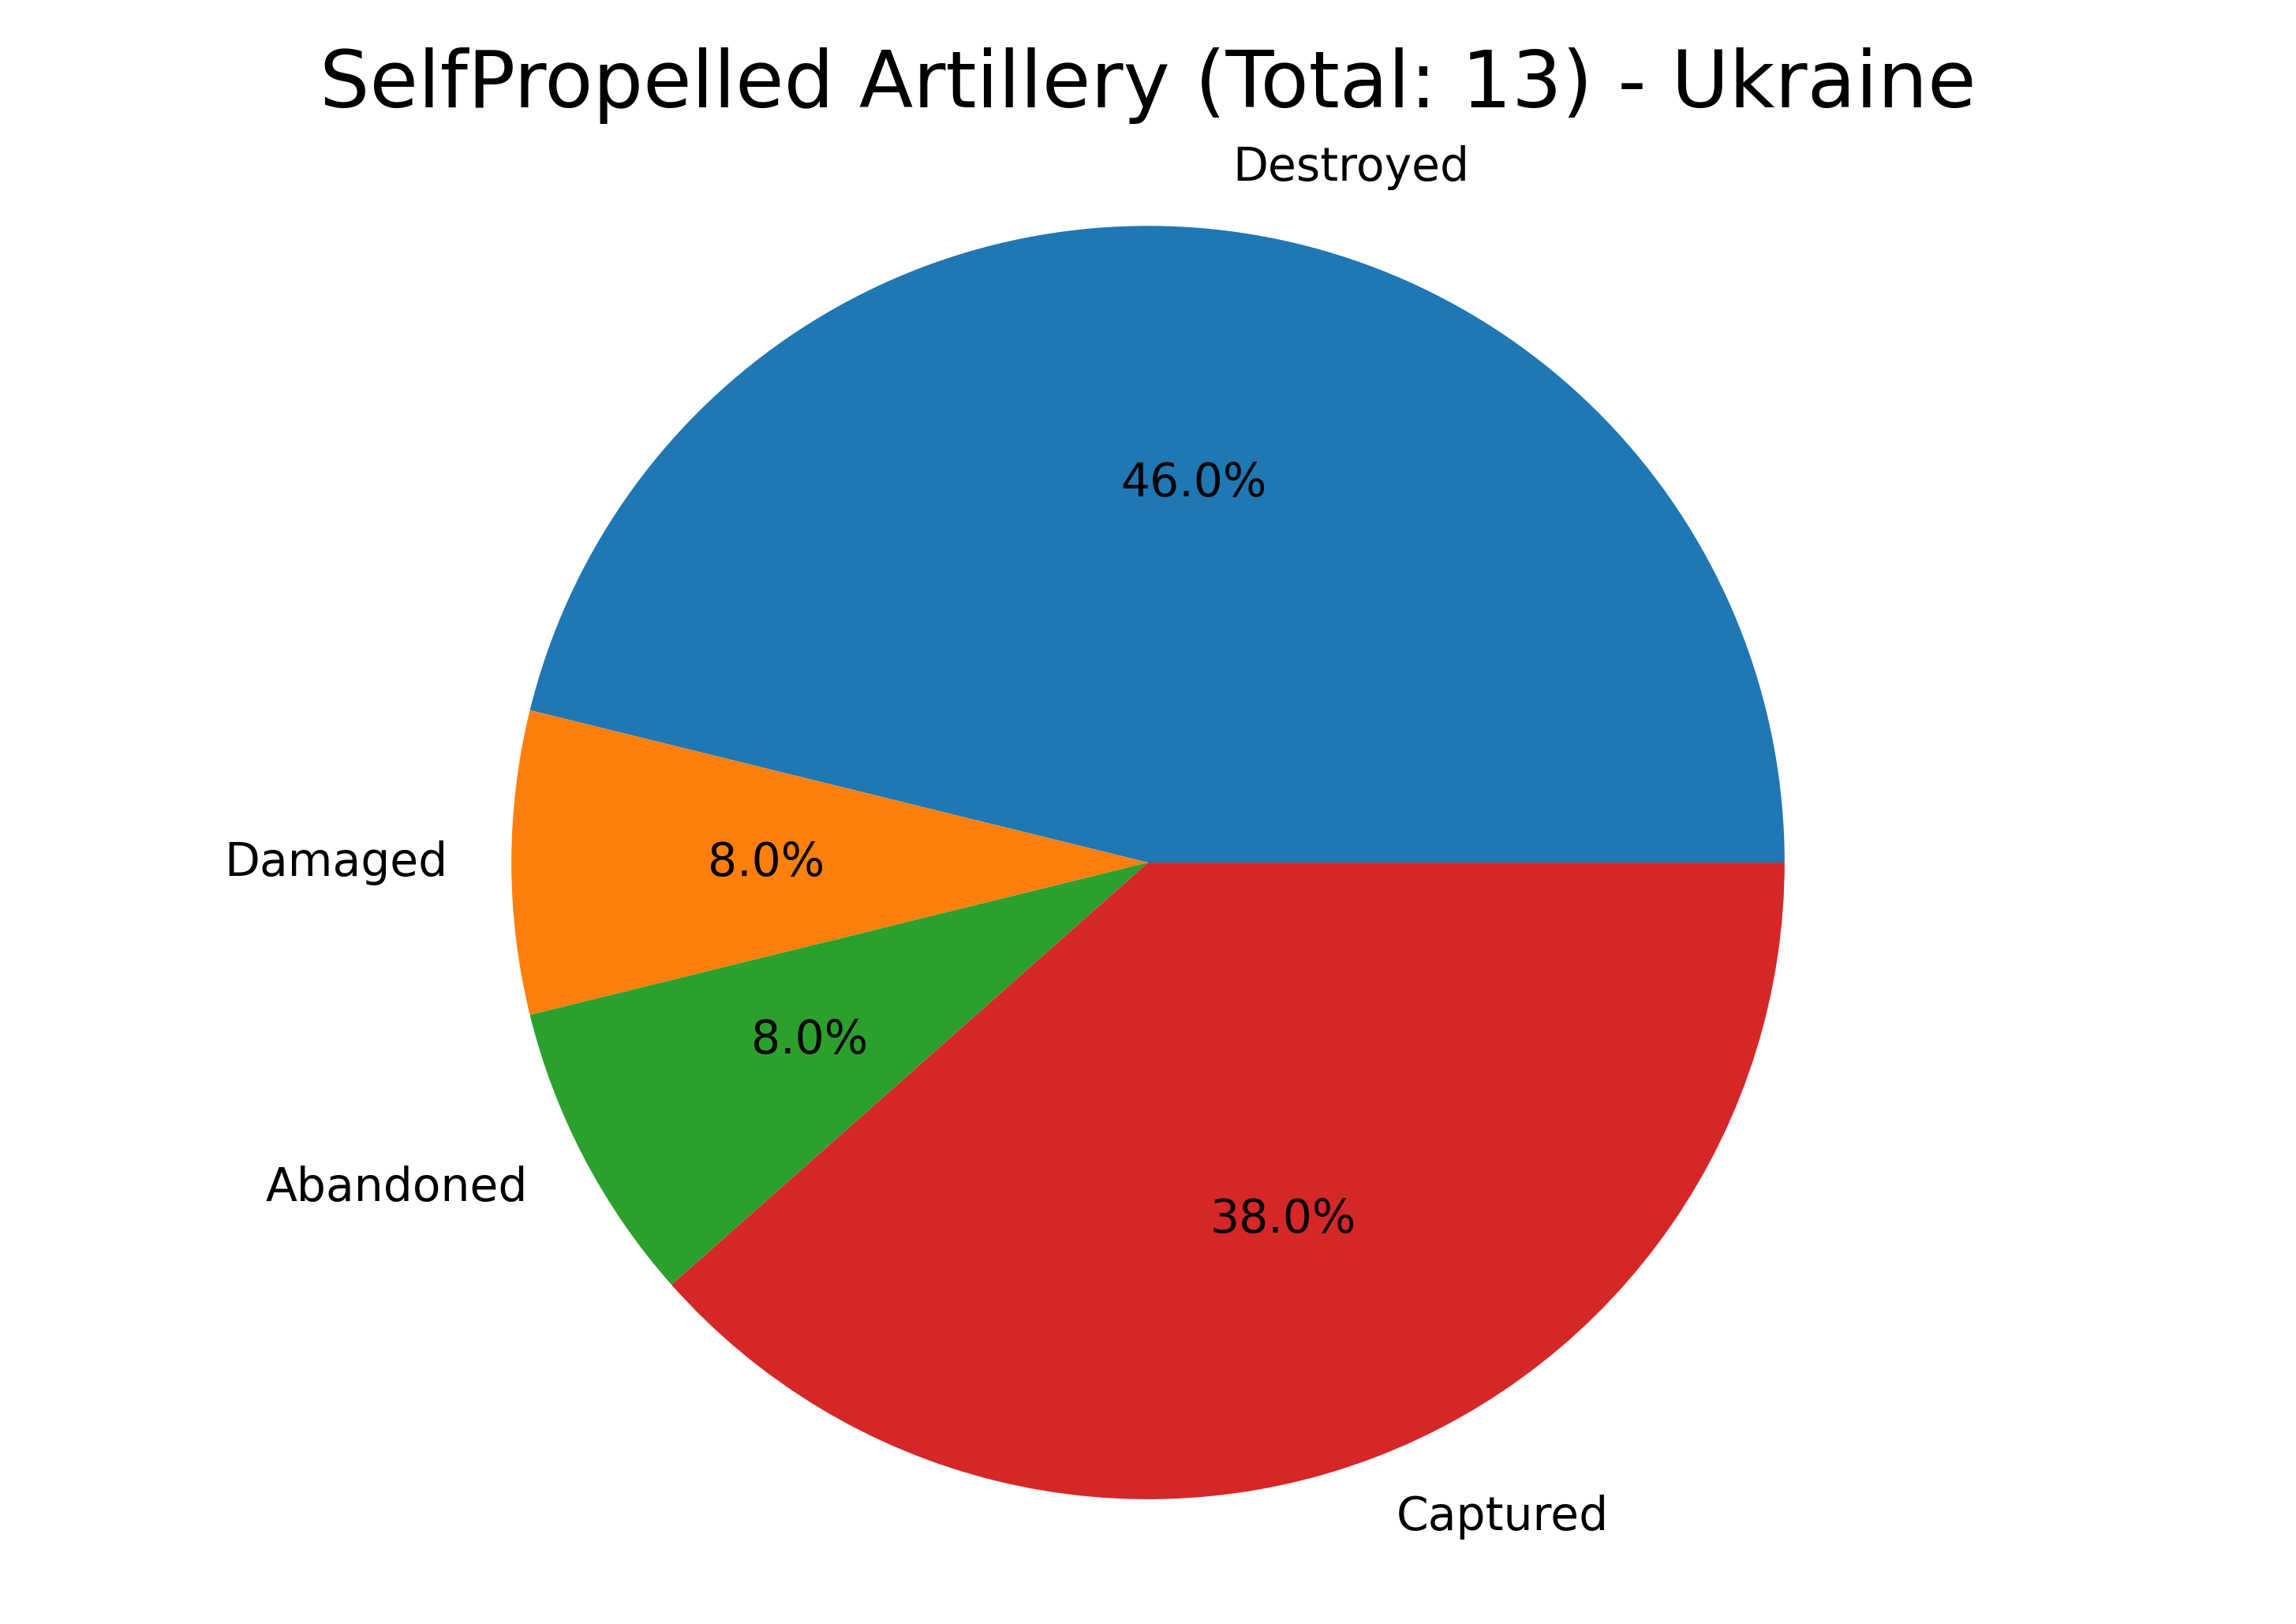 SelfPropelled Artillery (Total: 13) - Ukraine
Destroyed
46.0%
Damaged
8.0%
8.0%
Abandoned
38.0%
Captured